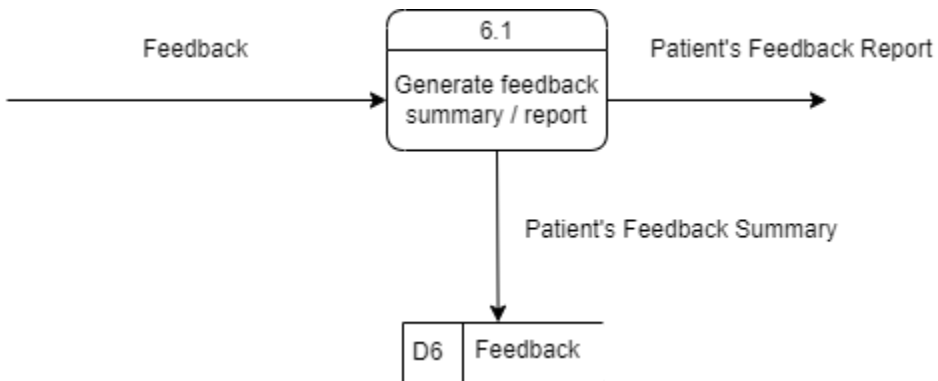 Feedback
6.1
Patient's Feedback Report
Generate feedback
summary / report
Patient's Feedback Summary
D6
Feedback